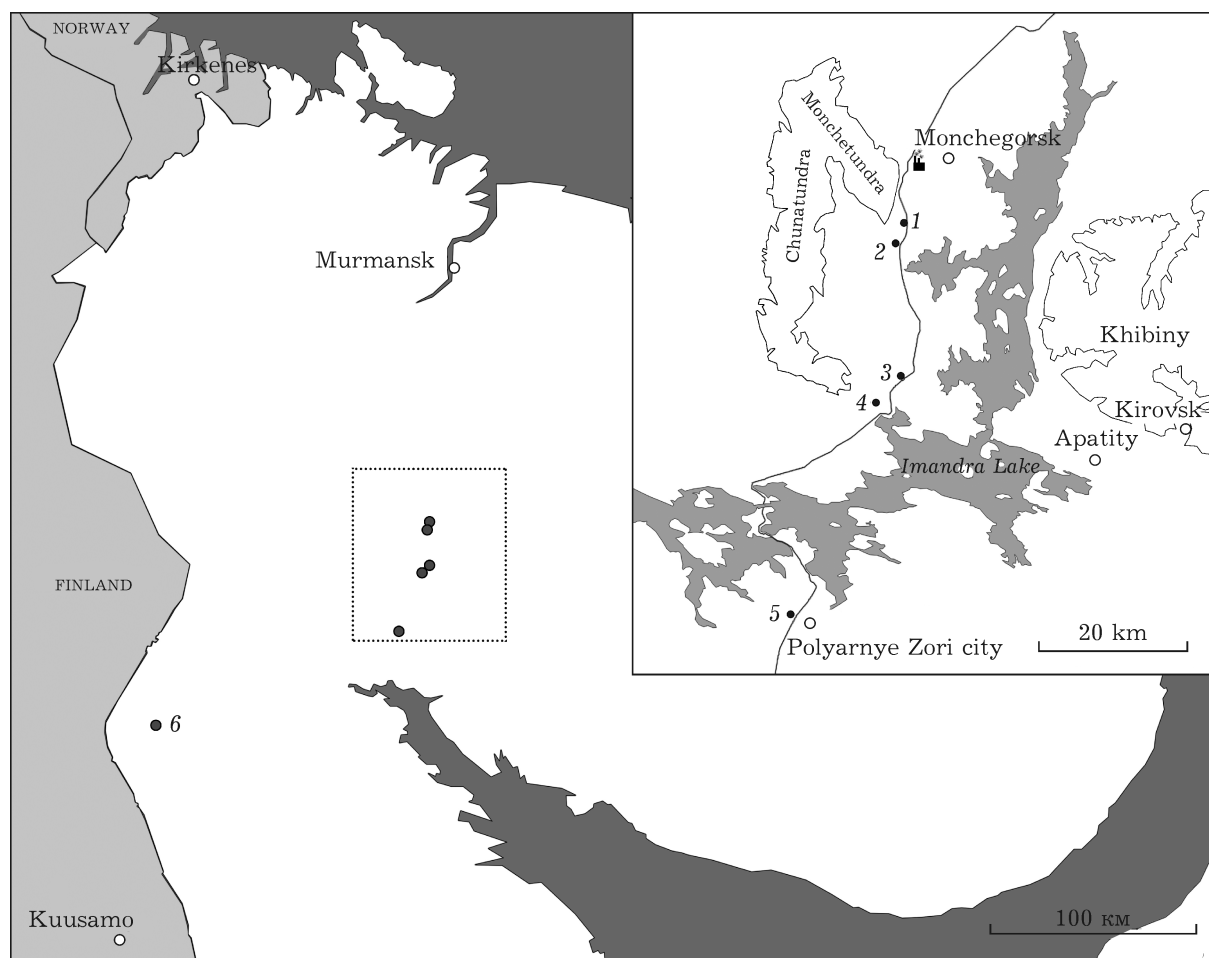 NORWAY
Kirkenes
Murmansk
FINLAND
6
Kuusamo
100 км
Monchetundra
Chunatundra
Monchegorsk
1
2
3
4
Khibiny
Kirovsk
Apatity
Imandra Lake
5
Polyarnye Zori city
20 km